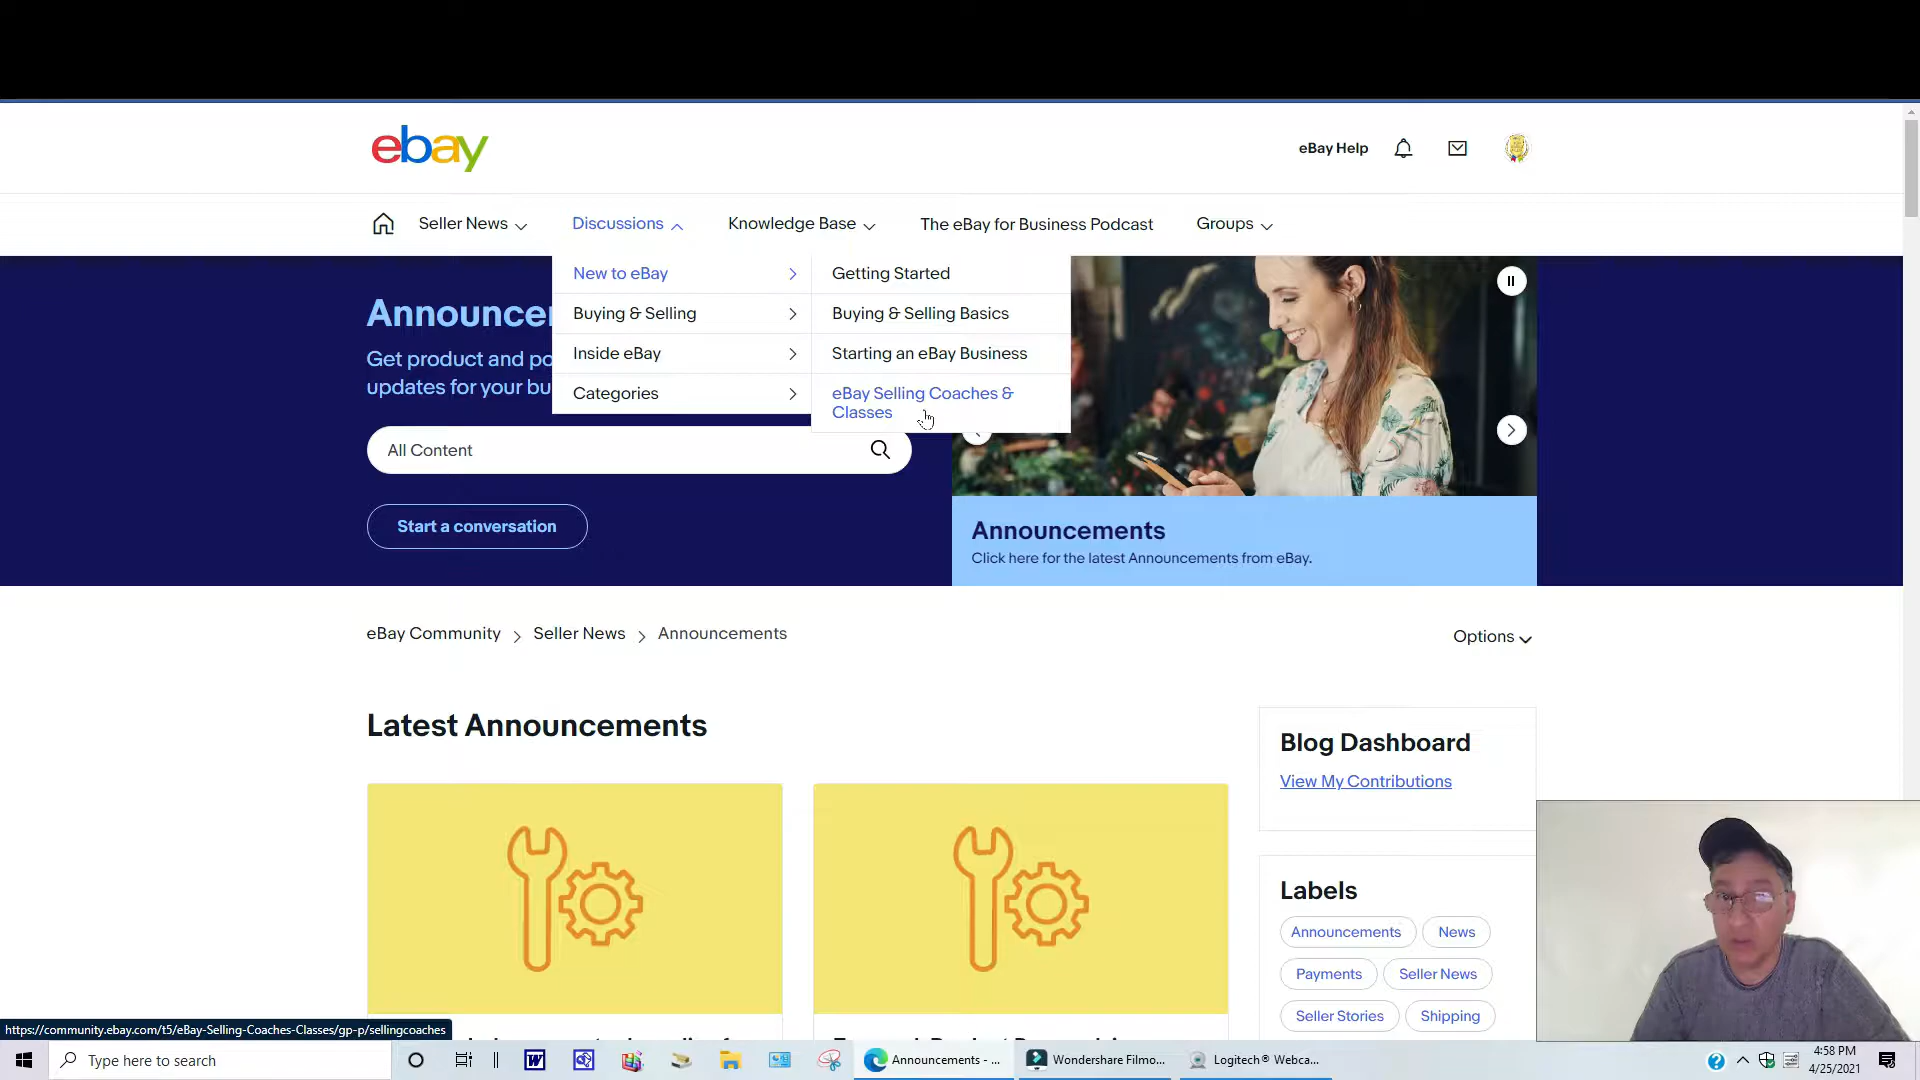 ebay
eBay Help
Seller News
Discussions
Knowledge Base
The eBay for Business Podcast
Groups
New to eBay
Buying & Selling
Inside eBay
Categories
Getting Started
Buying & Selling Basics
Starting an eBay Business
eBay Selling Coaches &
Classes
Announce
Get product and po
updates for your bu
All Content
Start a conversation
Announcements
Click here for the latest Announcements from eBay.
eBay Community
Seller News
Announcements
Options
Latest Announcements
Blog Dashboard
View My Contributions
Labels
Announcements
News
Payments
Seller News
Seller Stories
Shipping
https://community.ebay.com/t5/eBay-Selling-Coaches-Classes/gp-p/sellingcoaches
Type here to search
Announcements - ...
Wondershare Filmo...
Logitech® Webca...
4:58 PM
4/25/2021